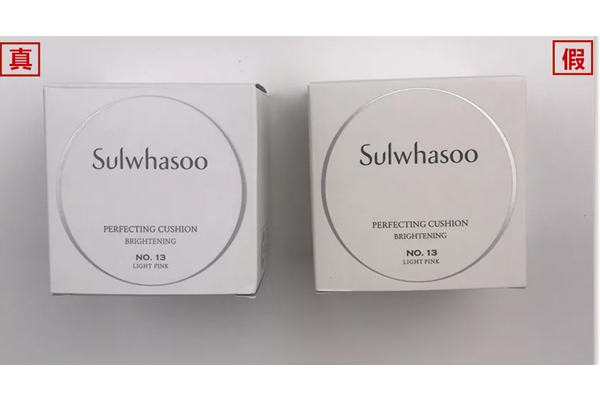 真
假
Sulwhasoo
PERFECTING CUSHION
BRIGHTENING
NO. 13
LIGHT PINK
Sulwhasoo
PERFECTING CUSHION
BRIGHTENING
NO. 13
LIGHT PINK